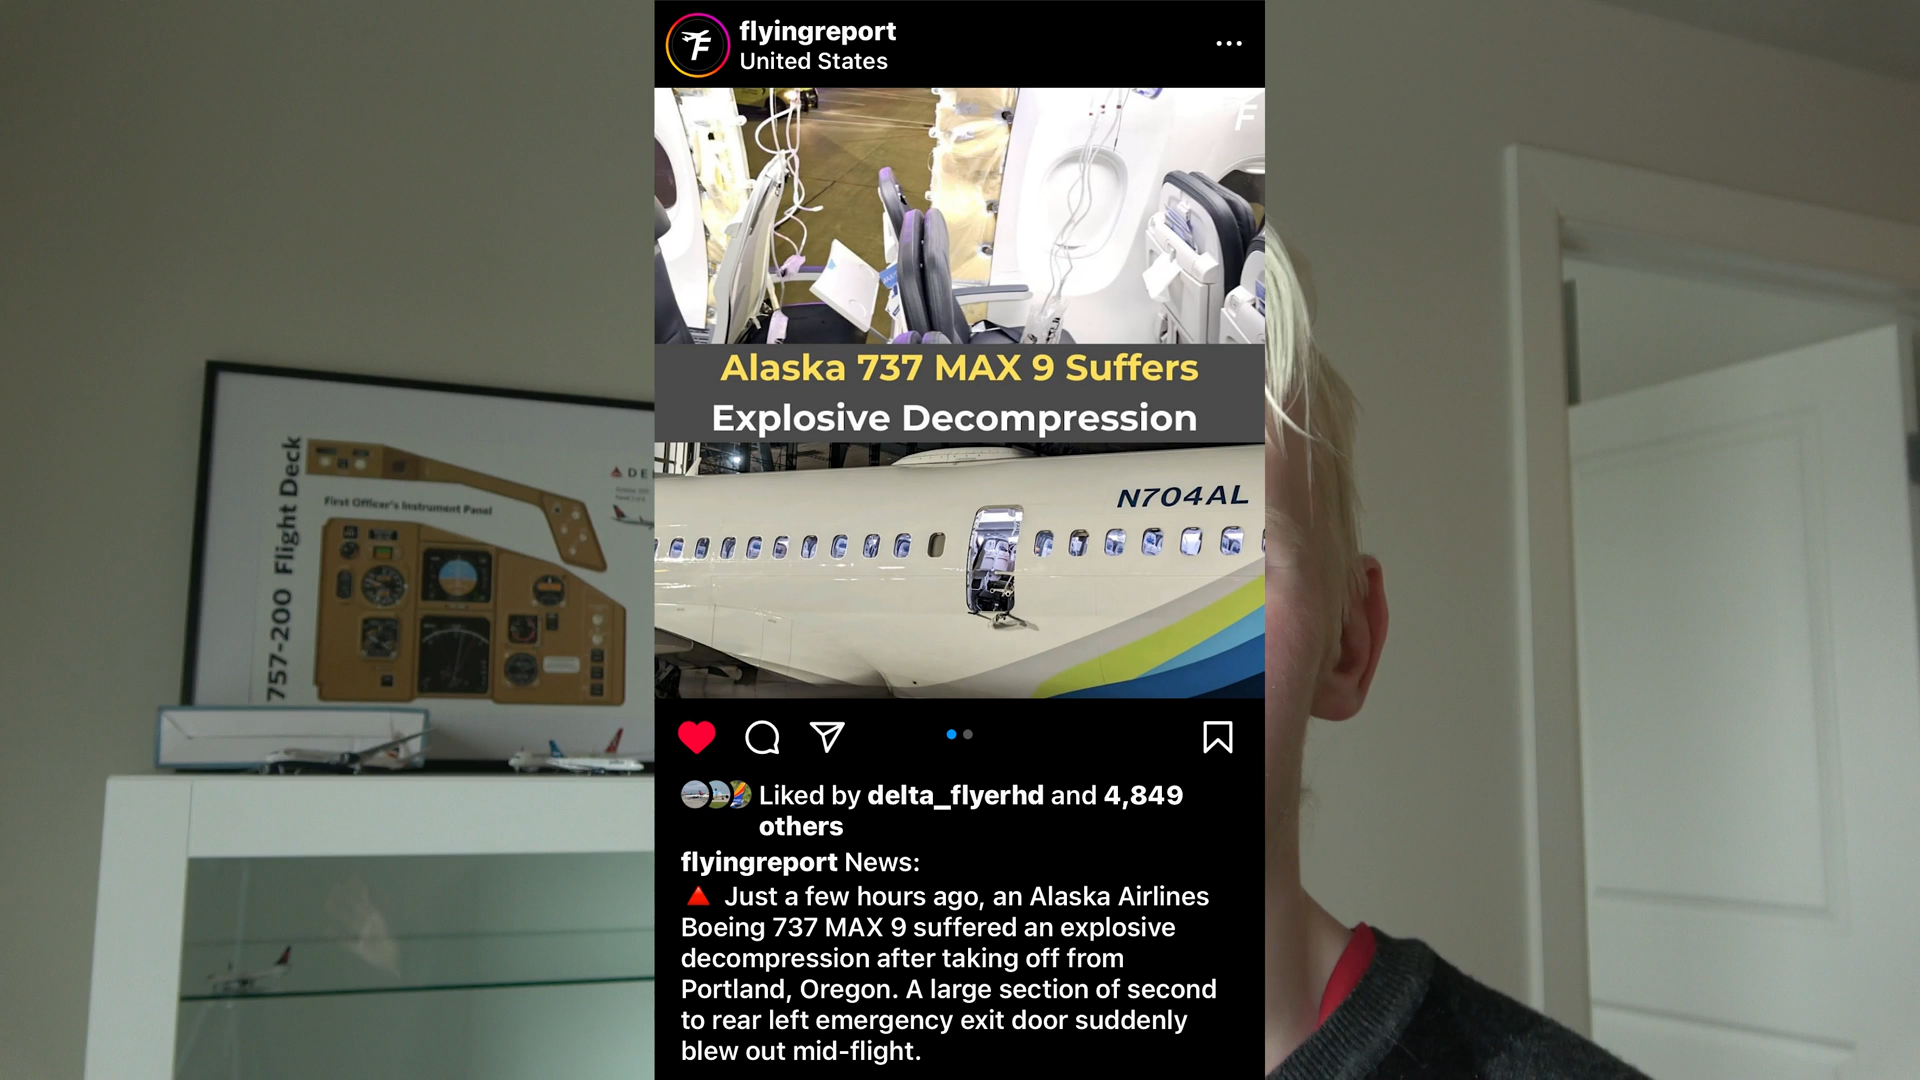 flyingreport
United States
F
Alaska 737 MAX 9 Suffers
Explosive Decompression
N704AL
Liked by delta_flyerhd and 4,849
others
flyingreport News:
🔺 Just a few hours ago, an Alaska Airlines
Boeing 737 MAX 9 suffered an explosive
decompression after taking off from
Portland, Oregon. A large section of second
to rear left emergency exit door suddenly
blew out mid-flight.
757-200 Flight Deck
First Officer's Instrument Panel
DE